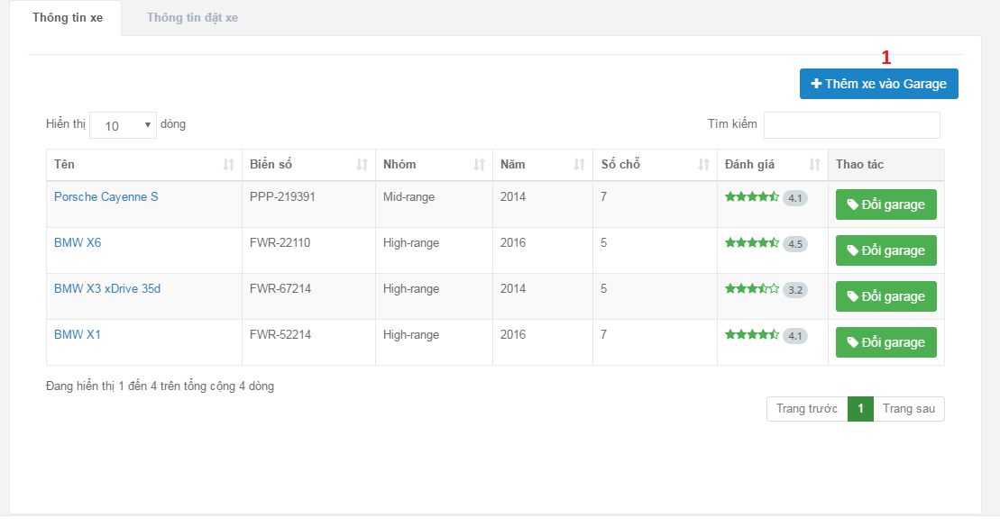 Thông tin xe Thông tin đặt xe
1
Thêm xe vào Garage
Hiển thị 10 dòng Tìm kiếm
Tên Biển số Nhóm Năm Số chỗ Đánh giá Thao tác
Porsche Cayenne S PPP-219391 Mid-range 2014 7 4.1 Đổi garage
BMW X6 FWR-22110 High-range 2016 5 4.5 Đổi garage
BMW X3 xDrive 35d FWR-67214 High-range 2014 5 3.2 Đổi garage
BMW X1 FWR-52214 High-range 2016 7 4.1 Đổi garage
Đang hiển thị 1 đến 4 trên tổng cộng 4 dòng
Trang trước 1 Trang sau